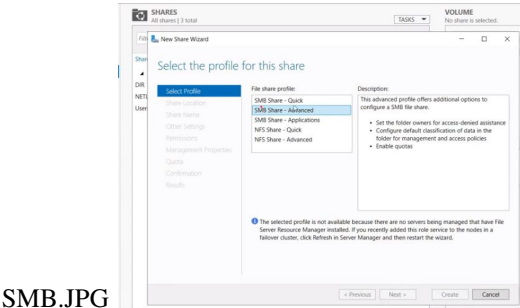 SHARES
All shares | 3 total
TASKS
VOLUME
No share is selected.
Filt
New Share Wizard
Shar
DIR
NETL
User
Select the profile for this share
Select Profile
Share Location
Share Name
Other Settings
Permissions
Management Properties
Quota
Confirmation
Results
File share profile:
SMB Share - Quick
SMB Share - Advanced
SMB Share - Applications
NFS Share - Quick
NFS Share - Advanced
Description:
This advanced profile offers additional options to
configure a SMB file share.
• Set the folder owners for access-denied assistance
• Configure default classification of data in the
folder for management and access policies
• Enable quotas
The selected profile is not available because there are no servers being managed that have File
Server Resource Manager installed. If you recently added this role service to the nodes in a
failover cluster, click Refresh in Server Manager and then restart the wizard.
< Previous
Next >
Create
Cancel
SMB.JPG